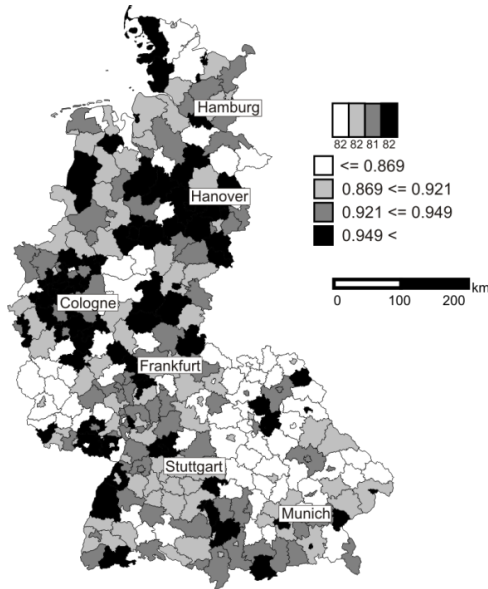 Hamburg
82 82 81 82
<= 0.869
0.869 <= 0.921
0.921 <= 0.949
0.949 <
Hanover
km
0 100 200
Cologne
Frankfurt
Stuttgart
Munich